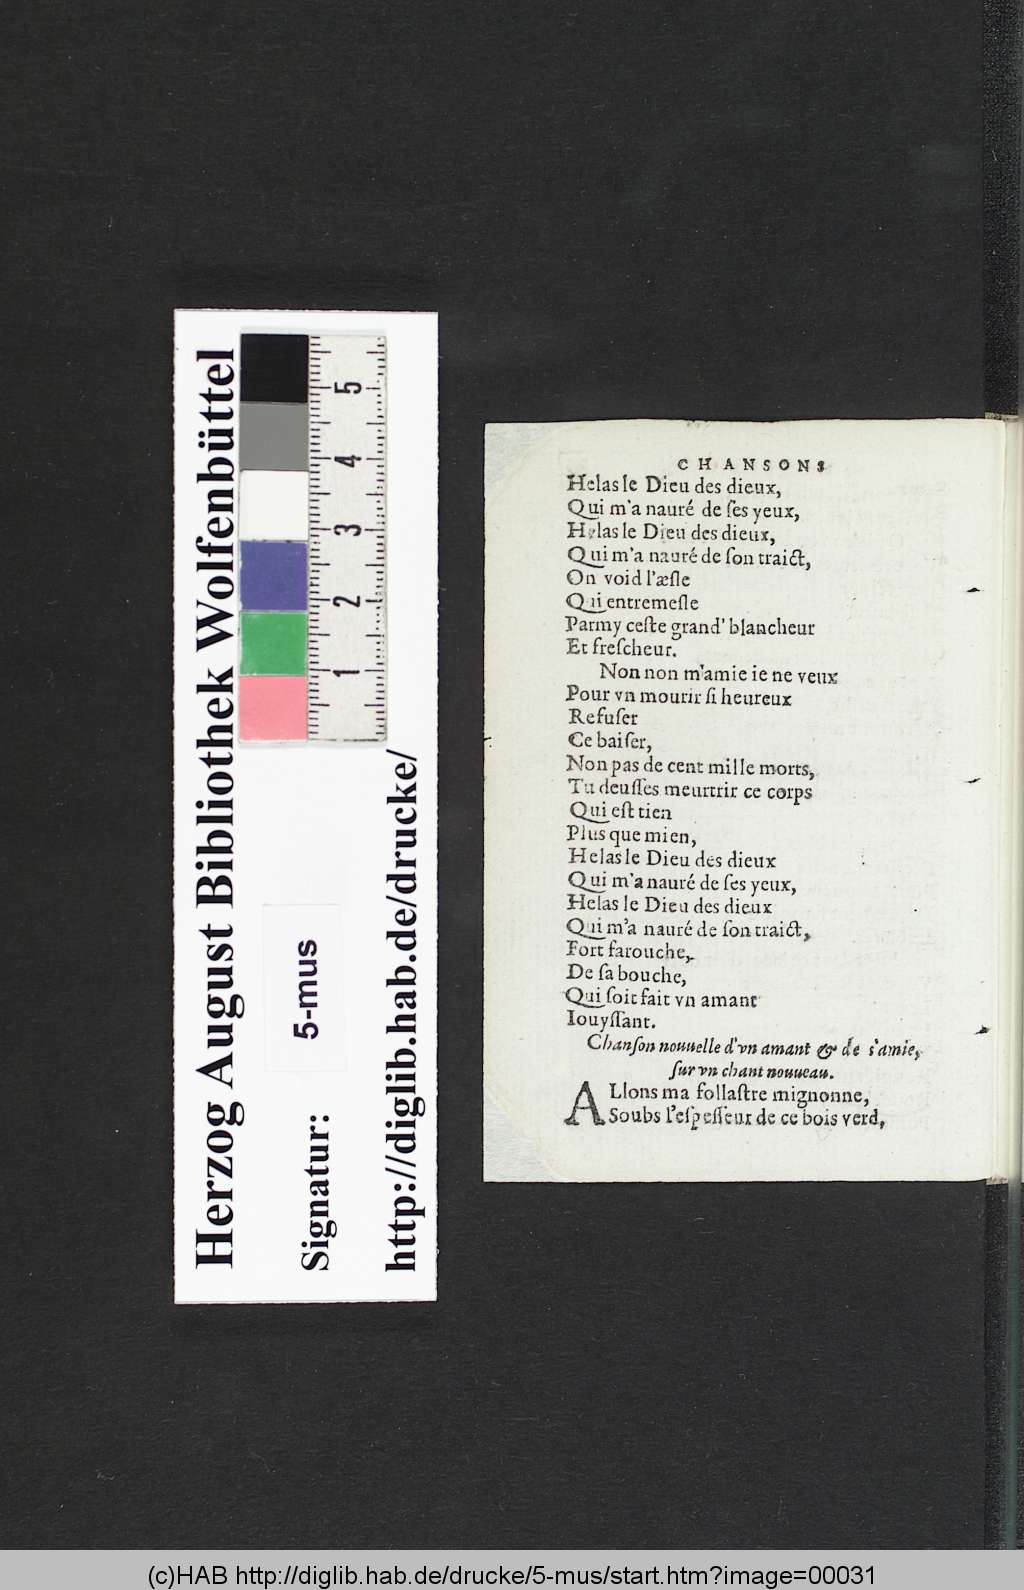 Herzog August Bibliothek Wolfenbüttel
Signatur: 5-mus
http://diglib.hab.de/drucke/
1 2 3 4 5
CHANSONS
Helas le Dieu des dieux,
Qui m'a nauré de ſes yeux,
Helas le Dieu des dieux,
Qui m'a nauré de ſon traict,
On void l'æſle
Qui entremeſle
Parmy ceſte grand' blancheur
Et freſcheur.
Non non m'amie ie ne veux
Pour vn mourir ſi heureux
Refuſer
Ce baiſer,
Non pas de cent mille morts,
Tu deuſſes meurtrir ce corps
Qui eſt tien
Plus que mien,
Helas le Dieu des dieux
Qui m'a nauré de ſes yeux,
Helas le Dieu des dieux
Qui m'a nauré de ſon traict,
Fort farouche,
De ſa bouche,
Qui ſoit fait vn amant
Iouyſſant.
Chanſon nouuelle d'vn amant & de s'amie,
ſur vn chant nouueau.
ALlons ma follaſtre mignonne,
Soubs l'eſpeſſeur de ce bois verd,
(c)HAB http://diglib.hab.de/drucke/5-mus/start.htm?image=00031